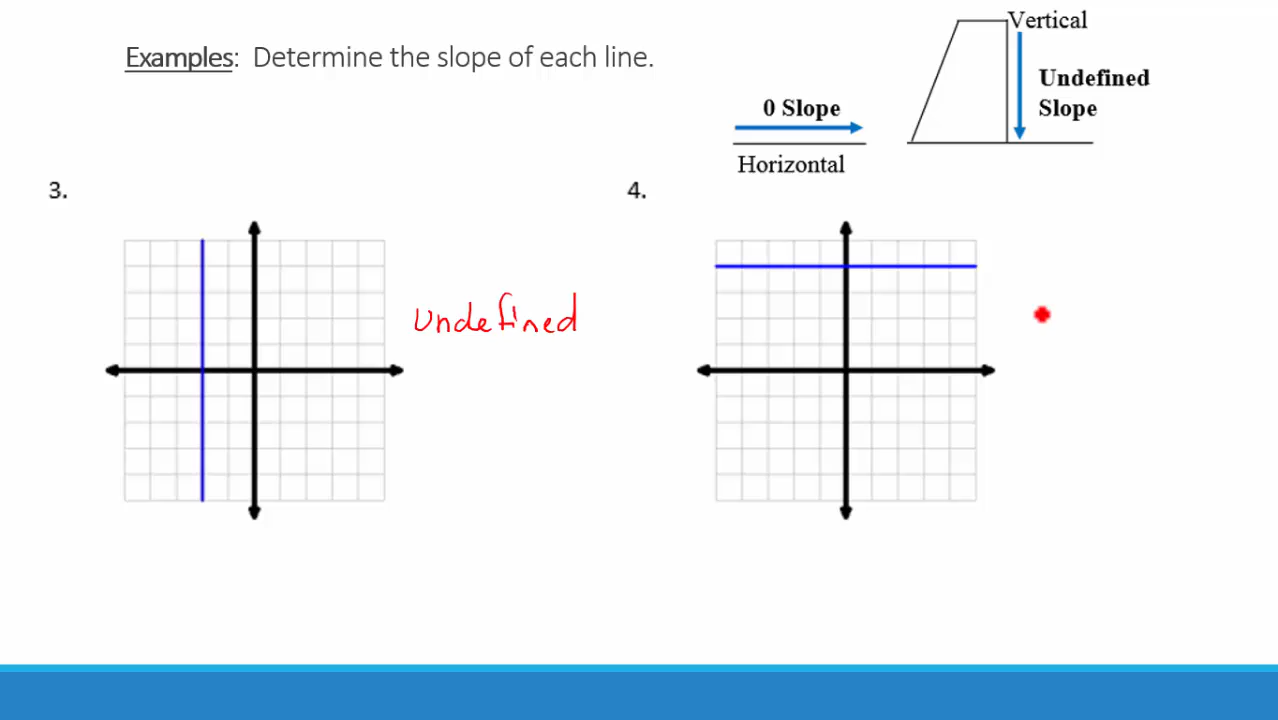 Examples: Determine the slope of each line.
Vertical
Undefined
Slope
0 Slope
Horizontal
3.
4.
Undefined